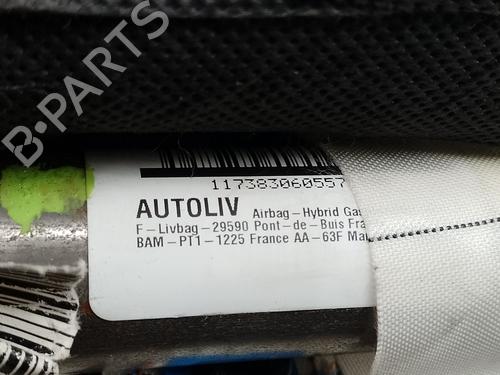 B-PARTS
117383060557
AUTOLIV Airbag-Hybrid Gas
F-Livbag-29590 Pont-de-Buis Fra
BAM-PT1-1225 France AA-63F Ma